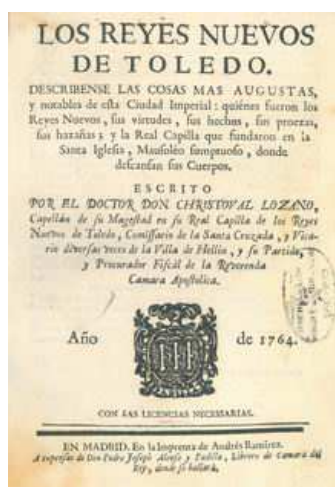 LOS REYES NUEVOS
DE TOLEDO.
DESCRIBENSE LAS COSAS MAS AUGUSTAS,
y notables de esta Ciudad Imperial: quiénes fueron los
Reyes Nuevos, sus virtudes, sus hechos, sus proezas,
sus hazañas; y la Real Capilla que fundaron en la
Santa Iglesia, Mausoléo sumptuoso, donde
descansan sus Cuerpos.
ESCRITO
POR EL DOCTOR DON CHRISTOVAL LOZANO,
Capellán de su Magestad en su Real Capilla de los Reyes
Nuevos de Toledo, Comissario de la Santa Cruzada, y Vica-
rio diversas veces de la Villa de Hellin, y su Partido,
y Procurador Fiscál de la Reverenda
Camara Apostolica.
Año de 1764.
CON LAS LICENCIAS NECESSARIAS.
EN MADRID. En la Imprenta de Andrés Ramirez.
A expensas de Don Pedro Joseph Alonso y Padilla, Librero de Camara del
Rey, donde se hallará.